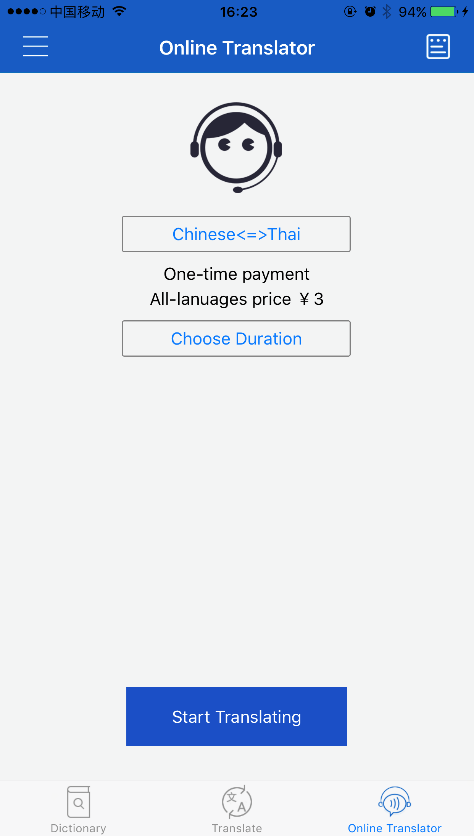 中国移动 16:23 94%
Online Translator
Chinese<=>Thai
One-time payment
All-lanuages price ￥3
Choose Duration
Start Translating
文 A
Dictionary Translate Online Translator